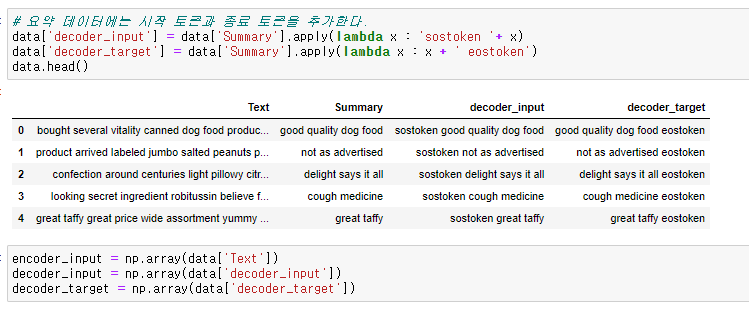 # 요약 데이터에는 시작 토큰과 종료 토큰을 추가한다.
data['decoder_input'] = data['Summary'].apply(lambda x : 'sostoken '+ x)
data['decoder_target'] = data['Summary'].apply(lambda x : x + ' eostoken')
data.head()
Text Summary decoder_input decoder_target
0 bought several vitality canned dog food produc... good quality dog food sostoken good quality dog food good quality dog food eostoken
1 product arrived labeled jumbo salted peanuts p... not as advertised sostoken not as advertised not as advertised eostoken
2 confection around centuries light pillowy citr... delight says it all sostoken delight says it all delight says it all eostoken
3 looking secret ingredient robitussin believe f... cough medicine sostoken cough medicine cough medicine eostoken
4 great taffy great price wide assortment yummy ... great taffy sostoken great taffy great taffy eostoken
encoder_input = np.array(data['Text'])
decoder_input = np.array(data['decoder_input'])
decoder_target = np.array(data['decoder_target'])